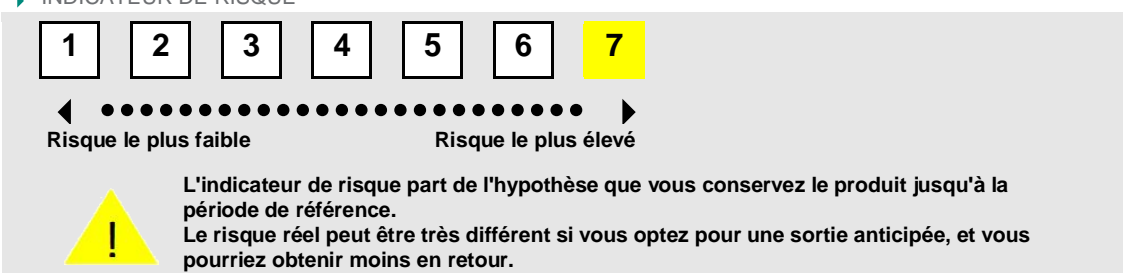 INDICATEUR DE RISQUE
1 2 3 4 5 6 7
Risque le plus faible Risque le plus élevé
L'indicateur de risque part de l'hypothèse que vous conservez le produit jusqu'à la
période de référence.
!
Le risque réel peut être très différent si vous optez pour une sortie anticipée, et vous
pourriez obtenir moins en retour.